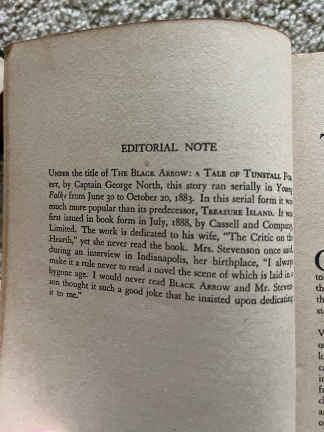 EDITORIAL NOTE
UNDER the title of THE BLACK ARROW: A TALE OF TUNSTALL FOR-
EST, by Captain George North, this story ran serially in Young
Folks from June 30 to October 20, 1883. In this serial form it was
much more popular than its predecessor, TREASURE ISLAND. It was
first issued in book form in July, 1888, by Cassell and Company,
Limited. The work is dedicated to his wife, "The Critic on the
Hearth," yet she never read the book. Mrs. Stevenson once said,
during an interview in Indianapolis, her birthplace, "I always
make it a rule never to read a novel the scene of which is laid in a
bygone age. I would never read BLACK ARROW and Mr. Steven-
son thought it such a good joke that he insisted upon dedicating
it to me."